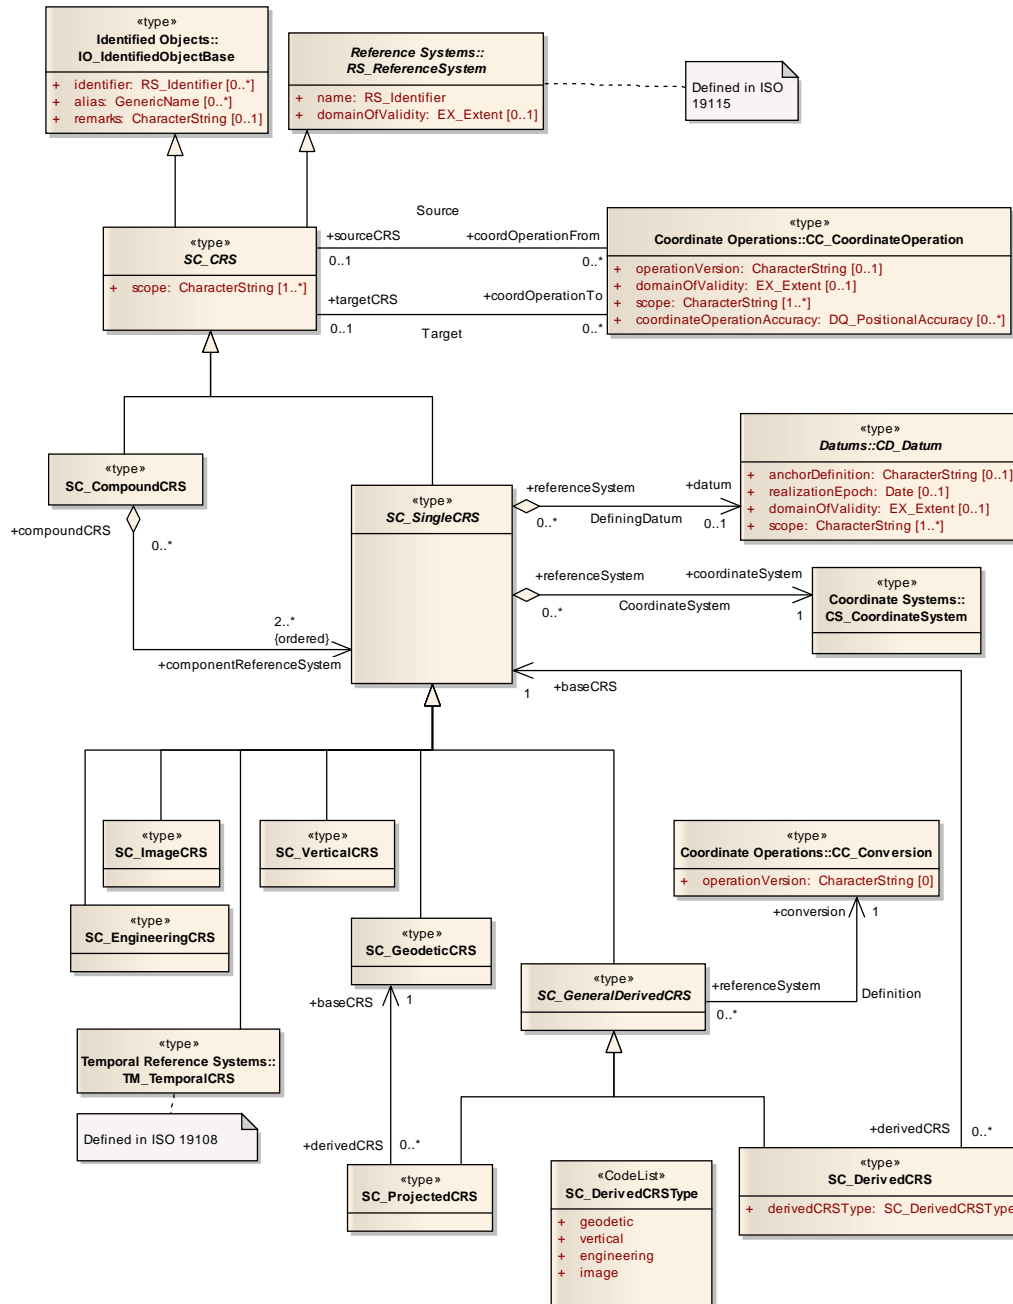 «type»
Identified Objects::
IO_IdentifiedObjectBase
+ identifier: RS_Identifier [0..*]
+ alias: GenericName [0..*]
+ remarks: CharacterString [0..1]
«type»
Reference Systems::
RS_ReferenceSystem
+ name: RS_Identifier
+ domainOfValidity: EX_Extent [0..1]
Defined in ISO
19115
«type»
SC_CRS
+ scope: CharacterString [1..*]
Source
+sourceCRS
0..1
+coordOperationFrom
0..*
+targetCRS
0..1
+coordOperationTo
0..*
Target
«type»
Coordinate Operations::CC_CoordinateOperation
+ operationVersion: CharacterString [0..1]
+ domainOfValidity: EX_Extent [0..1]
+ scope: CharacterString [1..*]
+ coordinateOperationAccuracy: DQ_PositionalAccuracy [0..*]
«type»
SC_CompoundCRS
+compoundCRS
0..*
2..*
{ordered}
+componentReferenceSystem
«type»
SC_SingleCRS
+referenceSystem
0..*
DefiningDatum
+datum
0..1
«type»
Datums::CD_Datum
+ anchorDefinition: CharacterString [0..1]
+ realizationEpoch: Date [0..1]
+ domainOfValidity: EX_Extent [0..1]
+ scope: CharacterString [1..*]
+referenceSystem
0..*
CoordinateSystem
+coordinateSystem
1
«type»
Coordinate Systems::
CS_CoordinateSystem
1
+baseCRS
«type»
SC_ImageCRS
«type»
SC_VerticalCRS
«type»
Coordinate Operations::CC_Conversion
+ operationVersion: CharacterString [0]
«type»
SC_EngineeringCRS
«type»
SC_GeodeticCRS
+conversion
1
«type»
SC_GeneralDerivedCRS
+referenceSystem
0..*
Definition
+baseCRS
1
«type»
Temporal Reference Systems::
TM_TemporalCRS
Defined in ISO 19108
+derivedCRS
0..*
«type»
SC_ProjectedCRS
«CodeList»
SC_DerivedCRSType
+ geodetic
+ vertical
+ engineering
+ image
+derivedCRS
0..*
«type»
SC_DerivedCRS
+ derivedCRSType: SC_DerivedCRSType